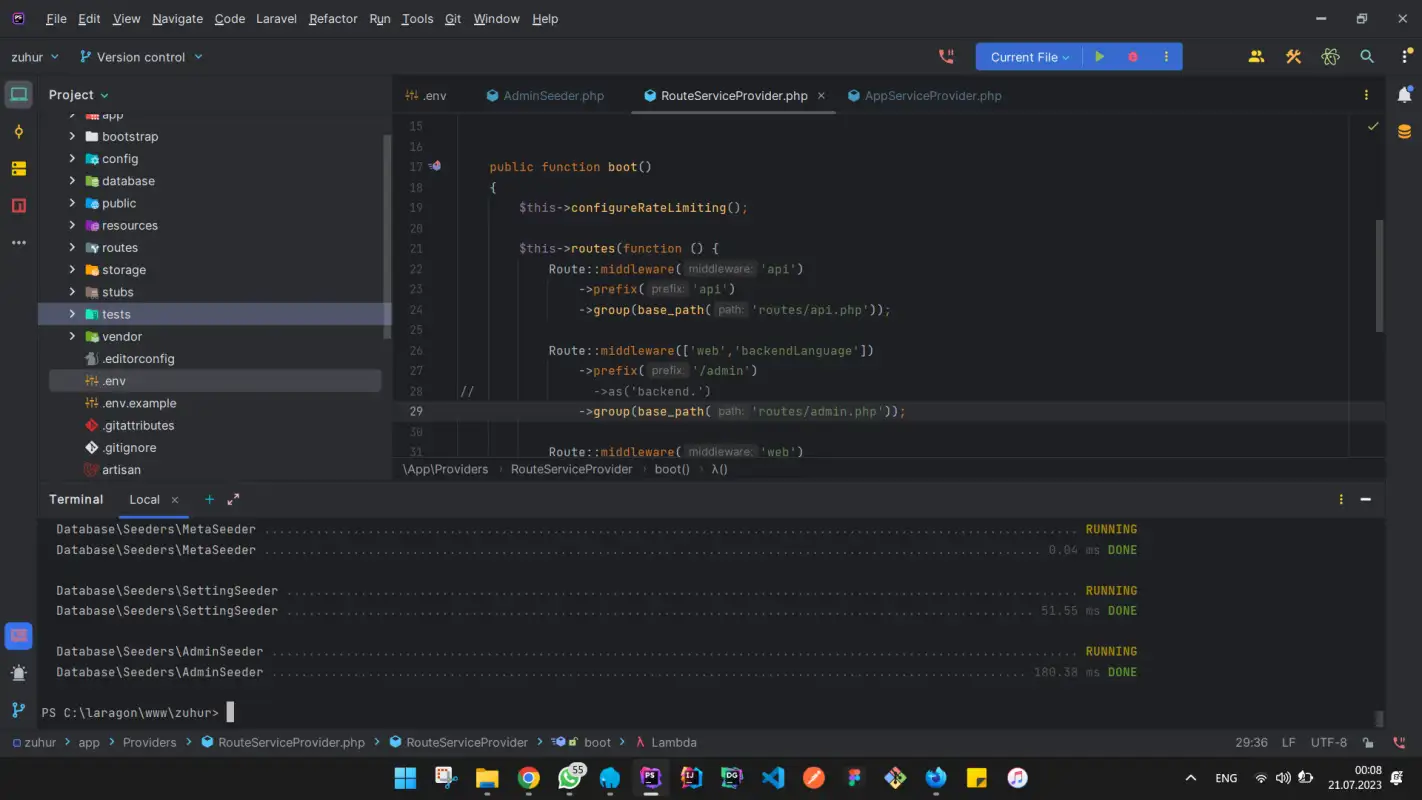 PS File Edit View Navigate Code Laravel Refactor Run Tools Git Window Help
zuhur Version control Current File
Project
.env AdminSeeder.php RouteServiceProvider.php AppServiceProvider.php
app
bootstrap
config
database
public
resources
routes
storage
stubs
tests
vendor
.editorconfig
.env
.env.example
.gitattributes
.gitignore
artisan
15
16
17 public function boot()
18 {
19 $this->configureRateLimiting();
20
21 $this->routes(function () {
22 Route::middleware( middleware: 'api')
23 ->prefix( prefix: 'api')
24 ->group(base_path( path: 'routes/api.php'));
25
26 Route::middleware(['web','backendLanguage'])
27 ->prefix( prefix: '/admin')
28 // ->as('backend.')
29 ->group(base_path( path: 'routes/admin.php'));
30
31 Route::middleware( middleware: 'web')
\App\Providers › RouteServiceProvider › boot() › λ()
Terminal Local
Database\Seeders\MetaSeeder ........ RUNNING
Database\Seeders\MetaSeeder ........ 0.04 ms DONE
Database\Seeders\SettingSeeder ........ RUNNING
Database\Seeders\SettingSeeder ........ 51.55 ms DONE
Database\Seeders\AdminSeeder ........ RUNNING
Database\Seeders\AdminSeeder ........ 180.38 ms DONE
PS C:\laragon\www\zuhur>
zuhur › app › Providers › RouteServiceProvider.php › RouteServiceProvider › boot › λ Lambda 29:36 LF UTF-8
55 PS IJ DG ENG 00:08
21.07.2023